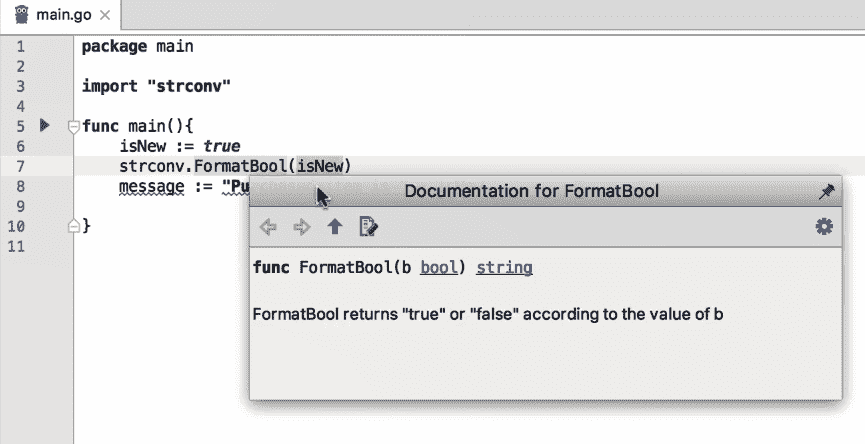 main.go
1 package main
2
3 import "strconv"
4
5 func main(){
6 isNew := true
7 strconv.FormatBool(isNew)
8 message := "Pu
9
10 }
11
Documentation for FormatBool
func FormatBool(b bool) string
FormatBool returns "true" or "false" according to the value of b